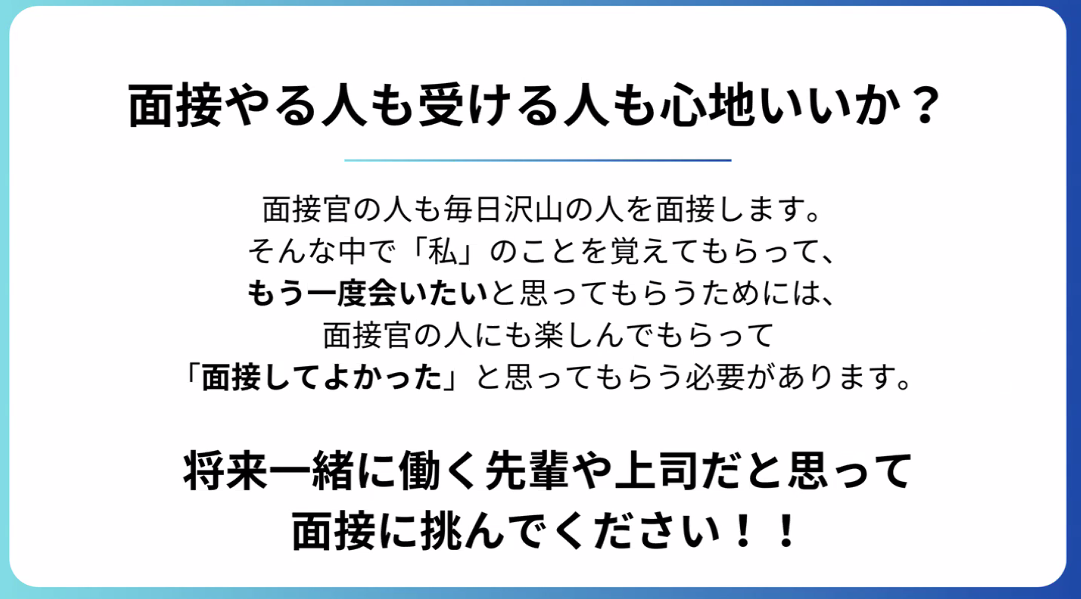 面接やる人も受ける人も心地いいか？
面接官の人も毎日沢山の人を面接します。
そんな中で「私」のことを覚えてもらって、
もう一度会いたいと思ってもらうためには、
面接官の人にも楽しんでもらって
「面接してよかった」と思ってもらう必要があります。
将来一緒に働く先輩や上司だと思って
面接に挑んでください！！